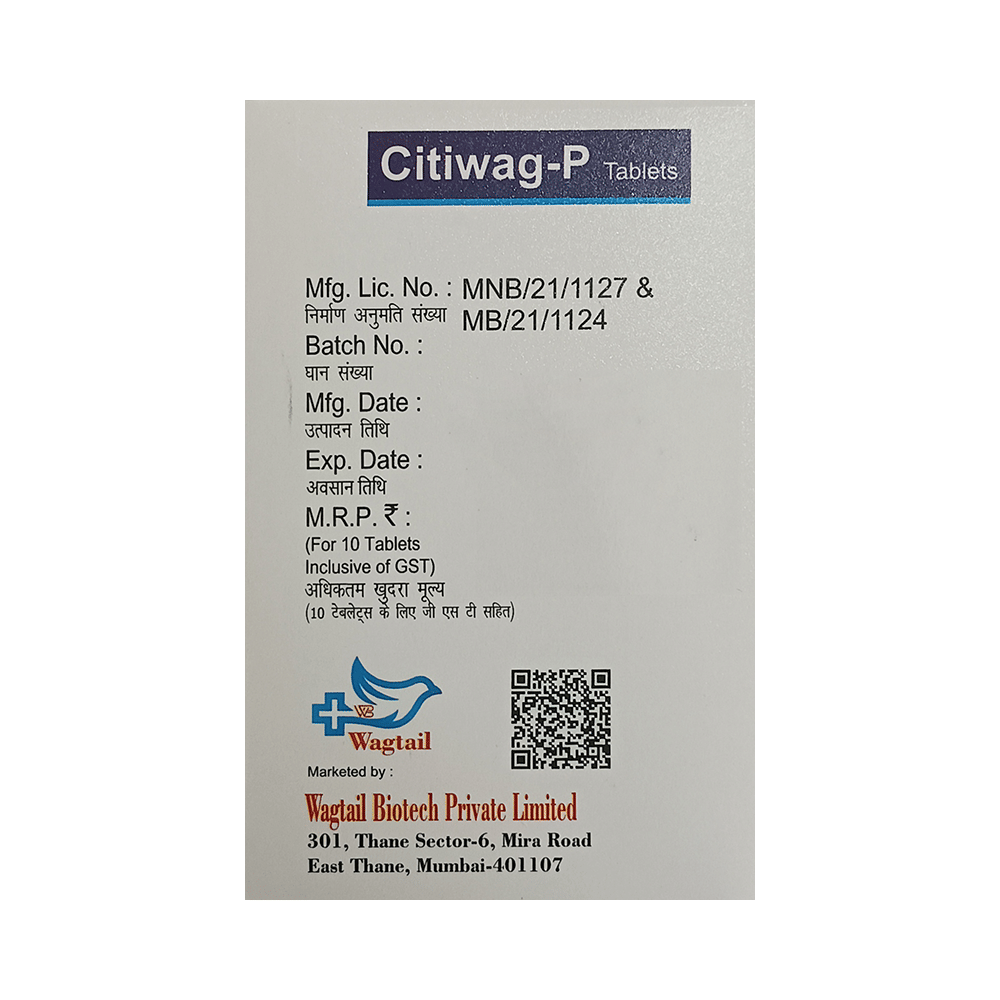 Citiwag-P Tablets
Mfg. Lic. No. : MNB/21/1127 &
निर्माण अनुमति संख्या MB/21/1124
Batch No. :
घान संख्या
Mfg. Date :
उत्पादन तिथि
Exp. Date :
अवसान तिथि
M.R.P. ₹ :
(For 10 Tablets
Inclusive of GST)
अधिकतम खुदरा मूल्य
(10 टेबलेट्स के लिए जी एस टी सहित)
WB
Wagtail
Marketed by :
Wagtail Biotech Private Limited
301, Thane Sector-6, Mira Road
East Thane, Mumbai-401107